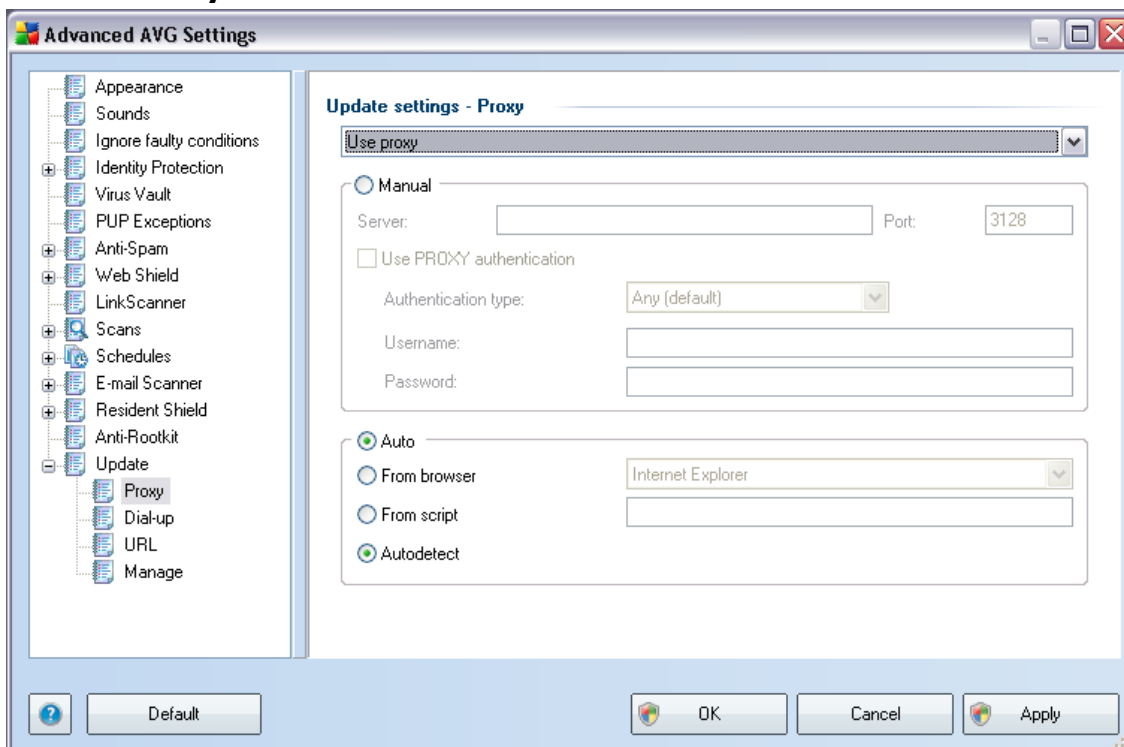 Advanced AVG Settings
Appearance
Sounds
Ignore faulty conditions
Identity Protection
Virus Vault
PUP Exceptions
Anti-Spam
Web Shield
LinkScanner
Scans
Schedules
E-mail Scanner
Resident Shield
Anti-Rootkit
Update
Proxy
Dial-up
URL
Manage
Update settings - Proxy
Use proxy
Manual
Server: Port: 3128
Use PROXY authentication
Authentication type: Any (default)
Username:
Password:
Auto
From browser Internet Explorer
From script
Autodetect
Default OK Cancel Apply